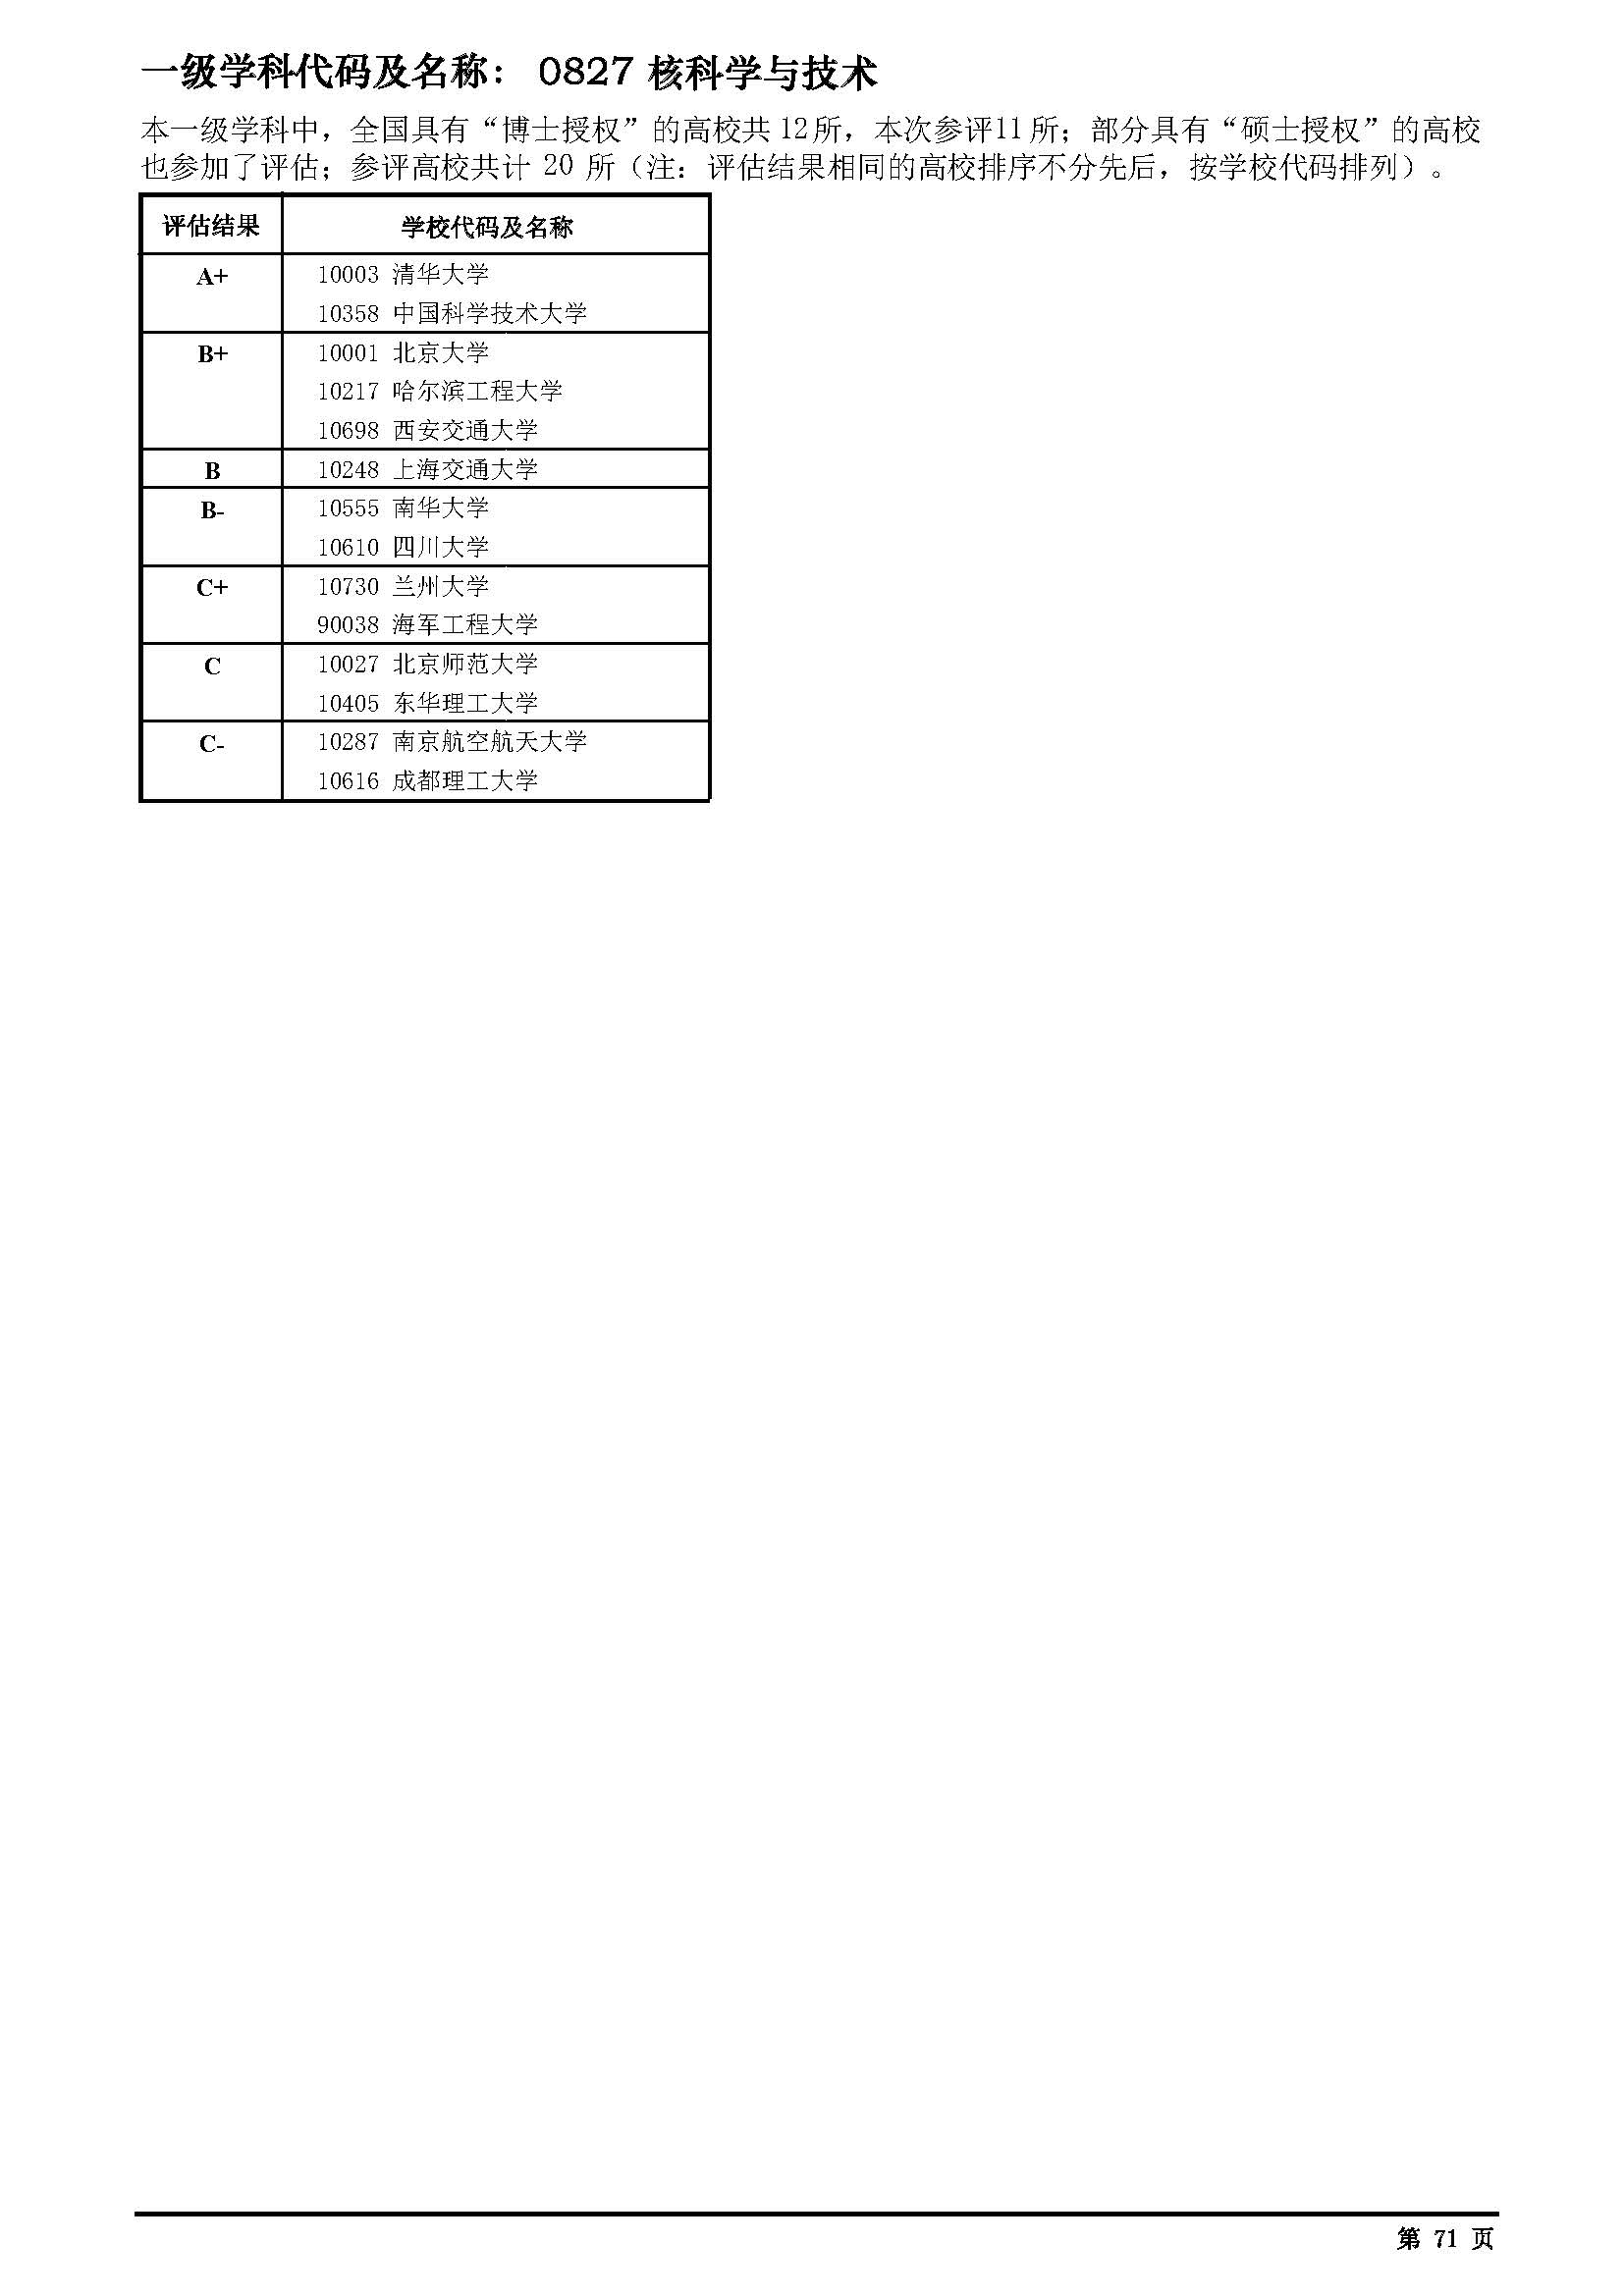 一级学科代码及名称： 0827 核科学与技术
本一级学科中，全国具有“博士授权”的高校共 12 所，本次参评11 所；部分具有“硕士授权”的高校
也参加了评估；参评高校共计 20 所（注：评估结果相同的高校排序不分先后，按学校代码排列）。
评估结果 学校代码及名称
A+ 10003 清华大学
10358 中国科学技术大学
B+ 10001 北京大学
10217 哈尔滨工程大学
10698 西安交通大学
B 10248 上海交通大学
B- 10555 南华大学
10610 四川大学
C+ 10730 兰州大学
90038 海军工程大学
C 10027 北京师范大学
10405 东华理工大学
C- 10287 南京航空航天大学
10616 成都理工大学
第 71 页